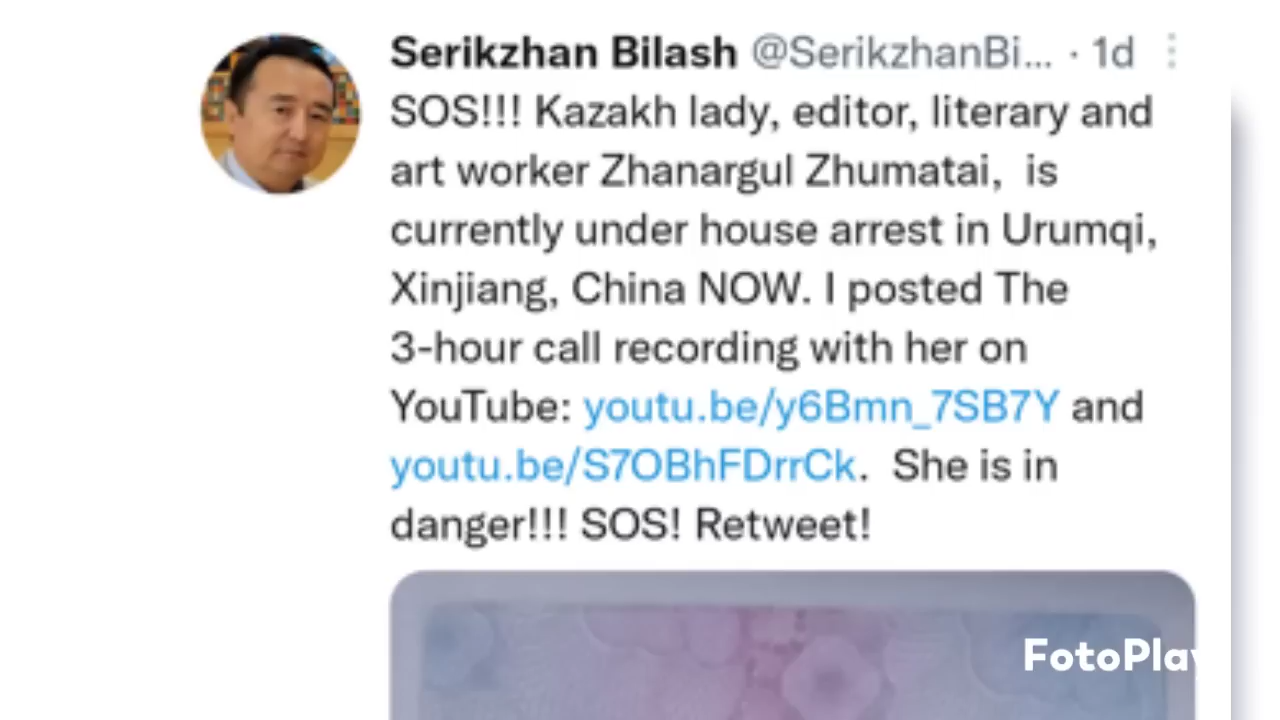 Serikzhan Bilash @SerikzhanBi... · 1d
SOS!!! Kazakh lady, editor, literary and
art worker Zhanargul Zhumatai,  is
currently under house arrest in Urumqi,
Xinjiang, China NOW. I posted The
3-hour call recording with her on
YouTube: youtu.be/y6Bmn_7SB7Y and
youtu.be/S7OBhFDrrCk.  She is in
danger!!! SOS! Retweet!
FotoPlay